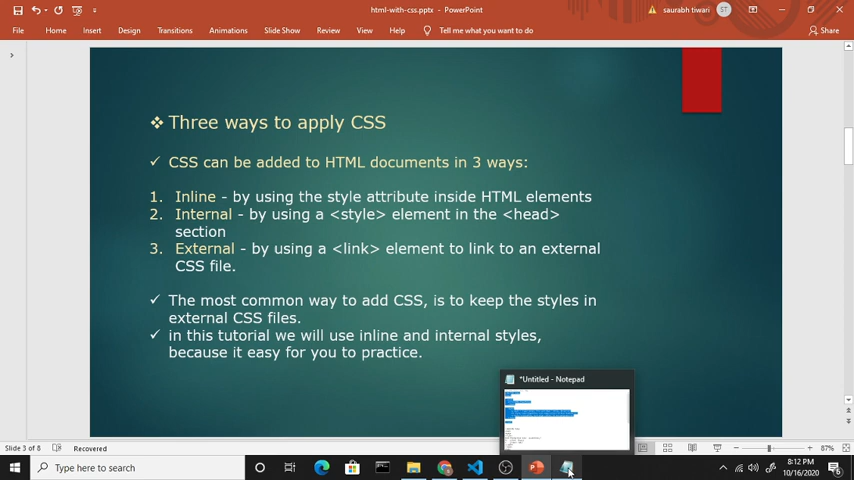 html-with-css.pptx - PowerPoint
saurabh tiwari
ST
File
Home
Insert
Design
Transitions
Animations
Slide Show
Review
View
Help
Tell me what you want to do
Share
❖ Three ways to apply CSS
✓ CSS can be added to HTML documents in 3 ways:
1. Inline - by using the style attribute inside HTML elements
2. Internal - by using a <style> element in the <head>
section
3. External - by using a <link> element to link to an external
CSS file.
✓ The most common way to add CSS, is to keep the styles in
external CSS files.
✓ in this tutorial we will use inline and internal styles,
because it easy for you to practice.
*Untitled - Notepad
Slide 3 of 8
Recovered
87%
Type here to search
8:12 PM
10/16/2020
6